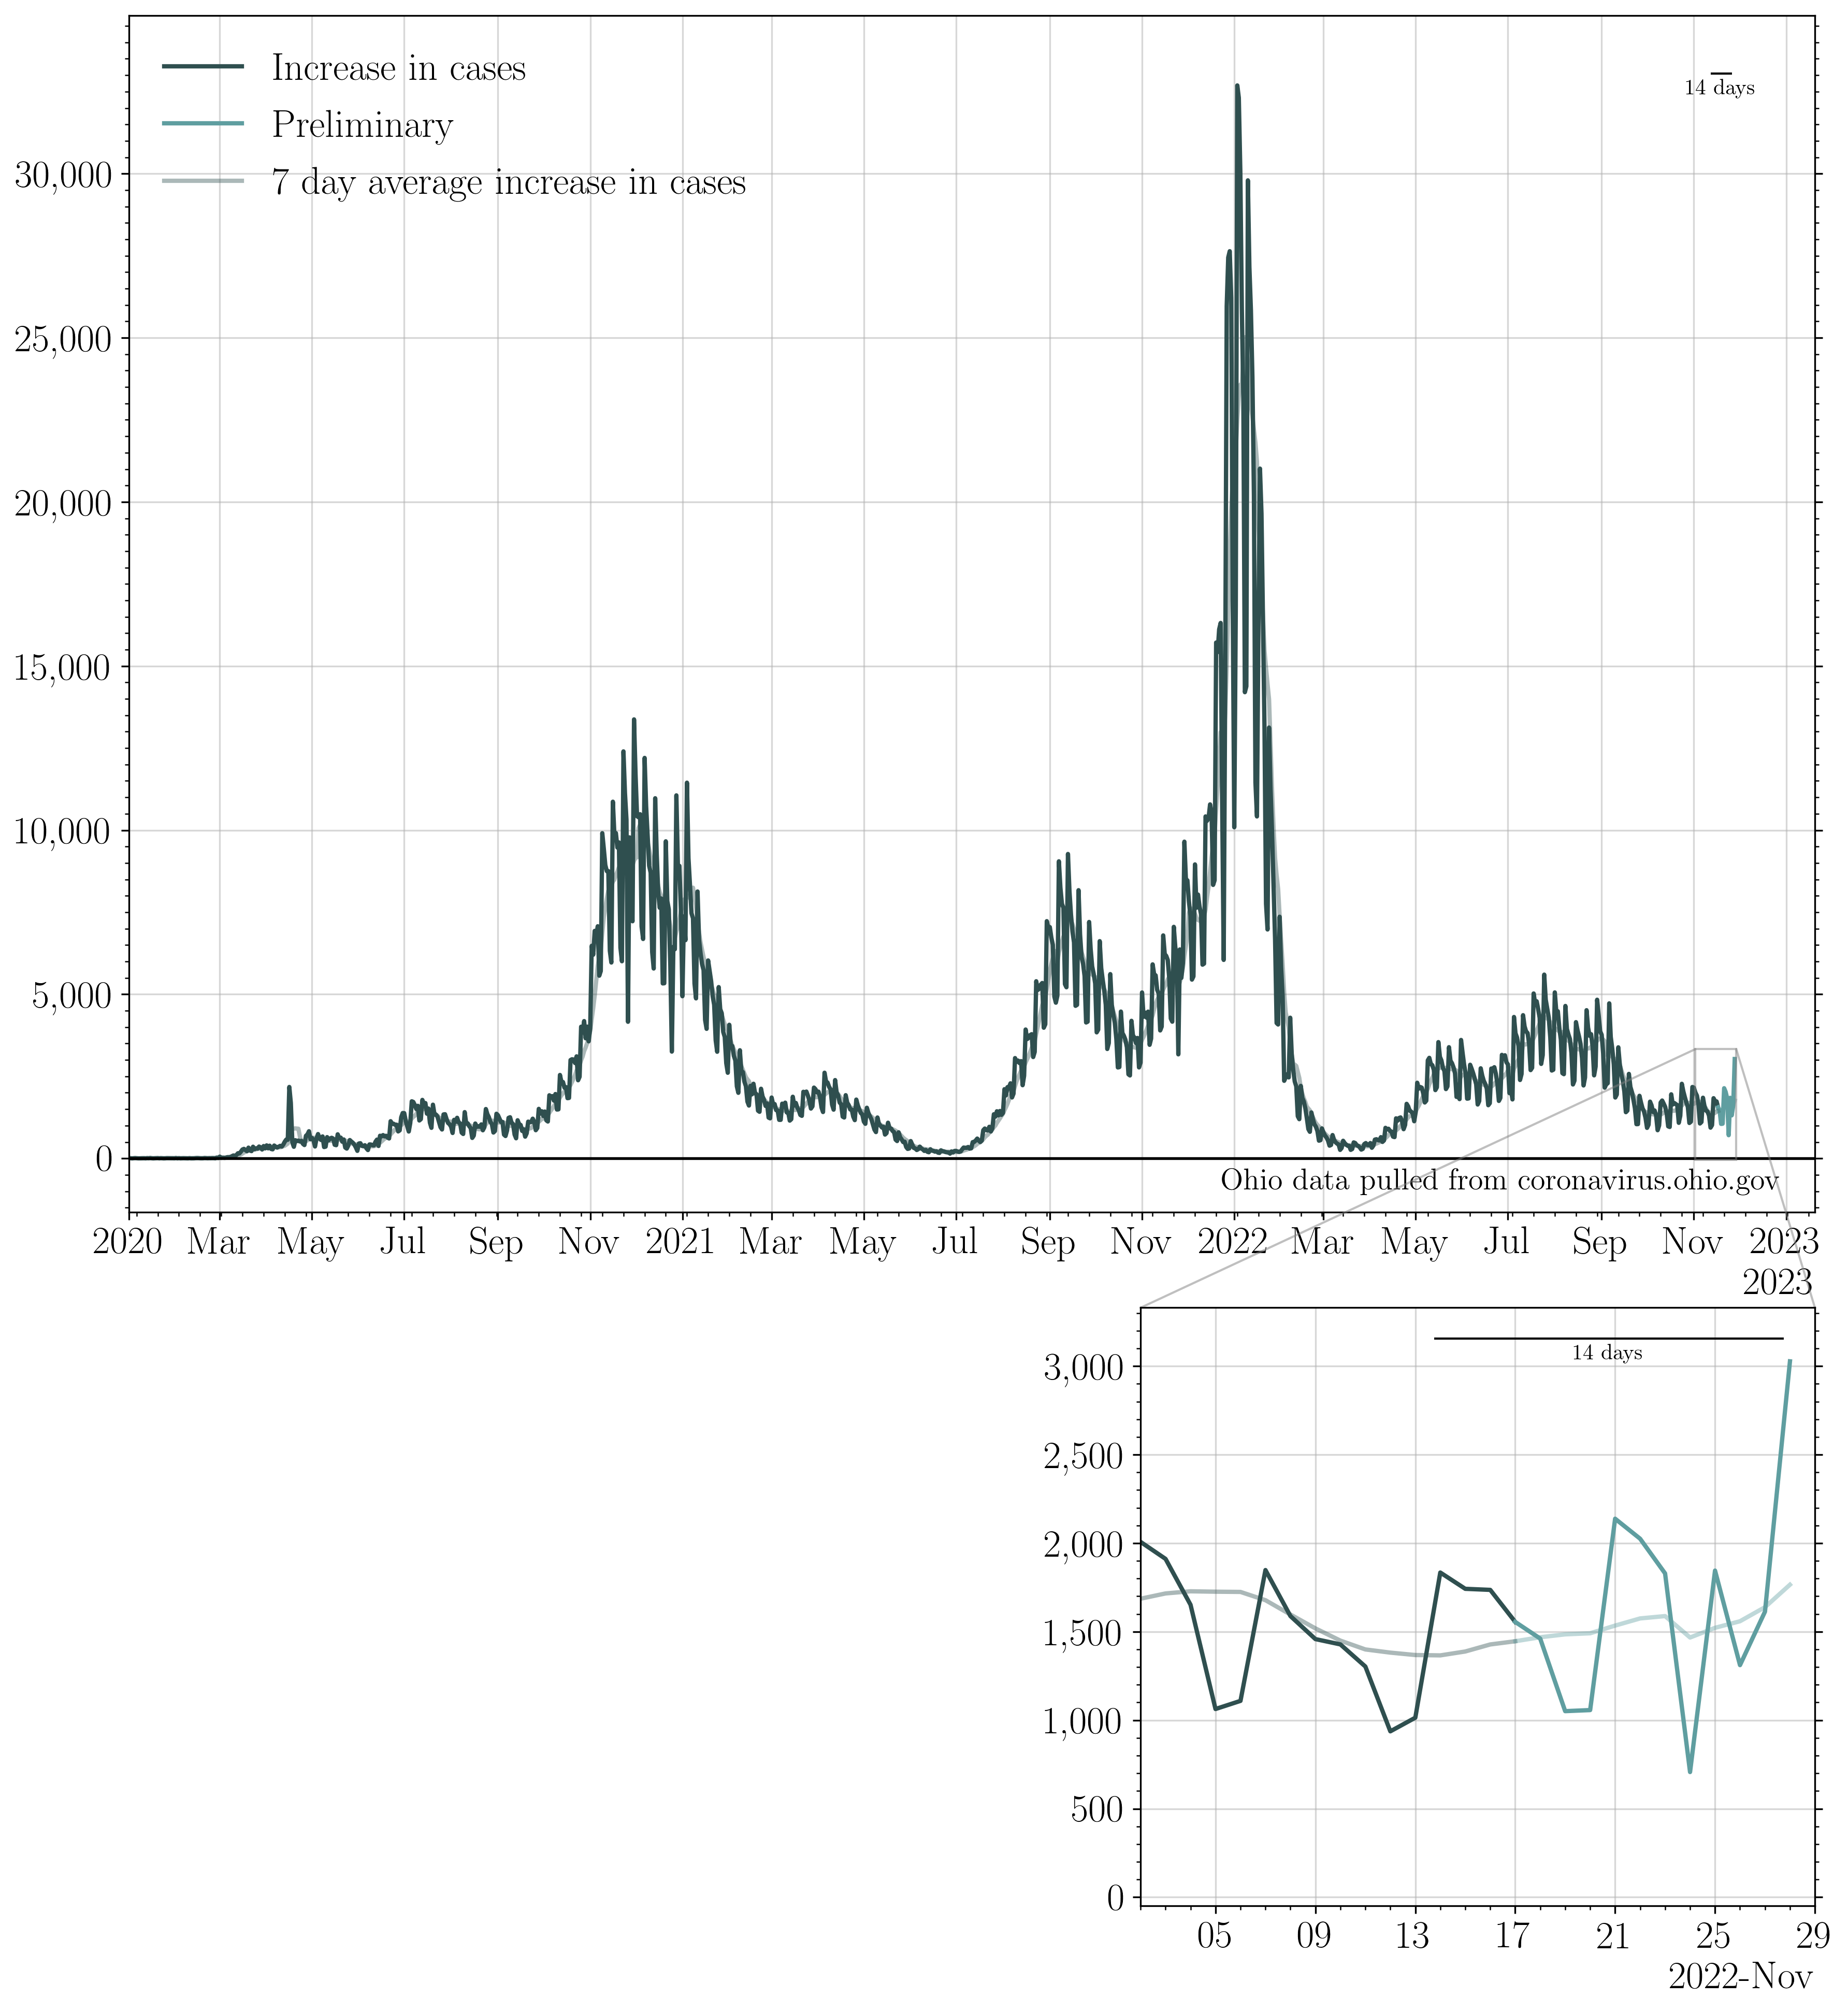 Increase in cases
Preliminary
7 day average increase in cases
14 days
30,000
25,000
20,000
15,000
10,000
5,000
0
Ohio data pulled from coronavirus.ohio.gov
2020 Mar May Jul Sep Nov 2021 Mar May Jul Sep Nov 2022 Mar May Jul Sep Nov 2023
2023
14 days
3,000
2,500
2,000
1,500
1,000
500
0
05 09 13 17 21 25 29
2022-Nov